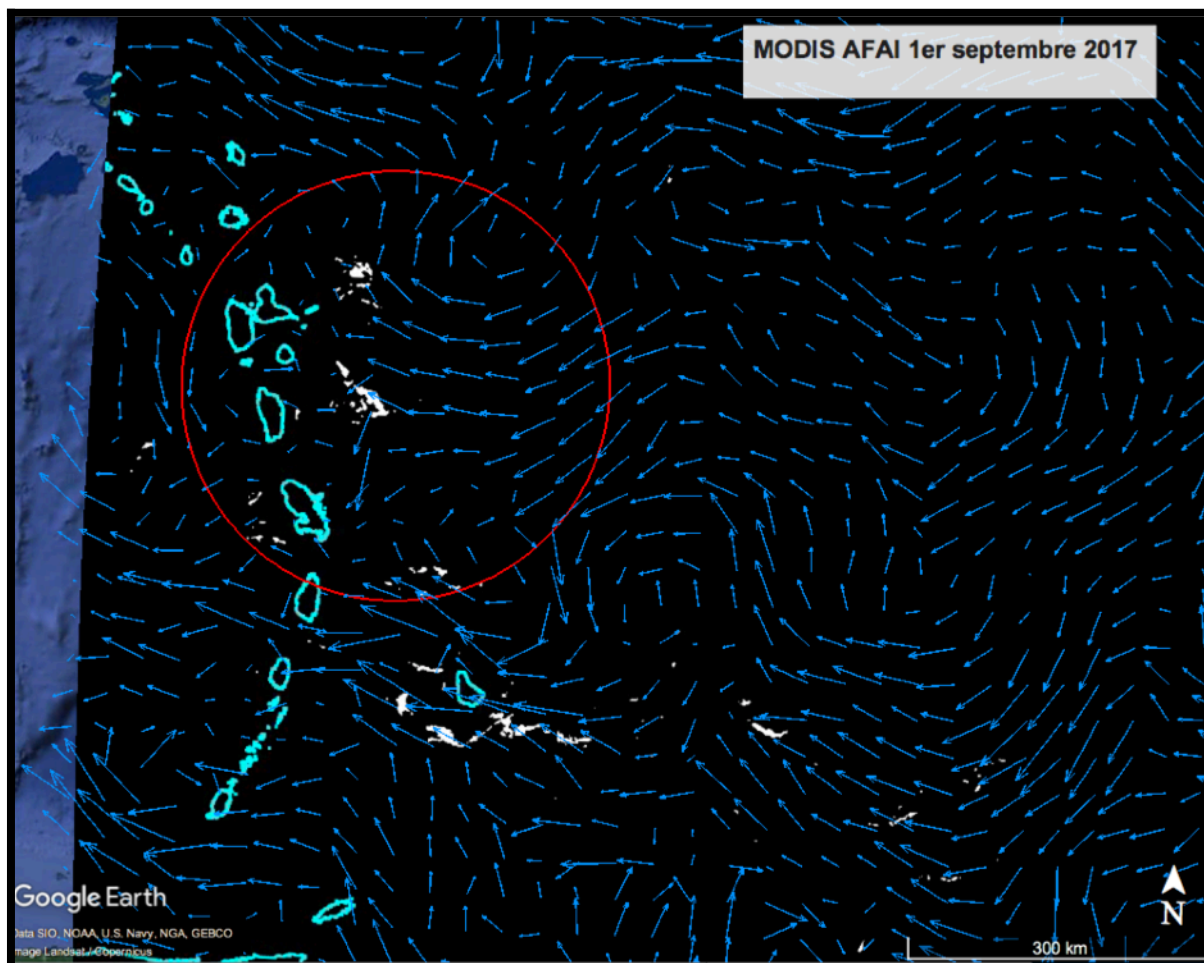 MODIS AFAI 1er septembre 2017
Google Earth
Data SIO, NOAA, U.S. Navy, NGA, GEBCO
Image Landsat / Copernicus
N
300 km